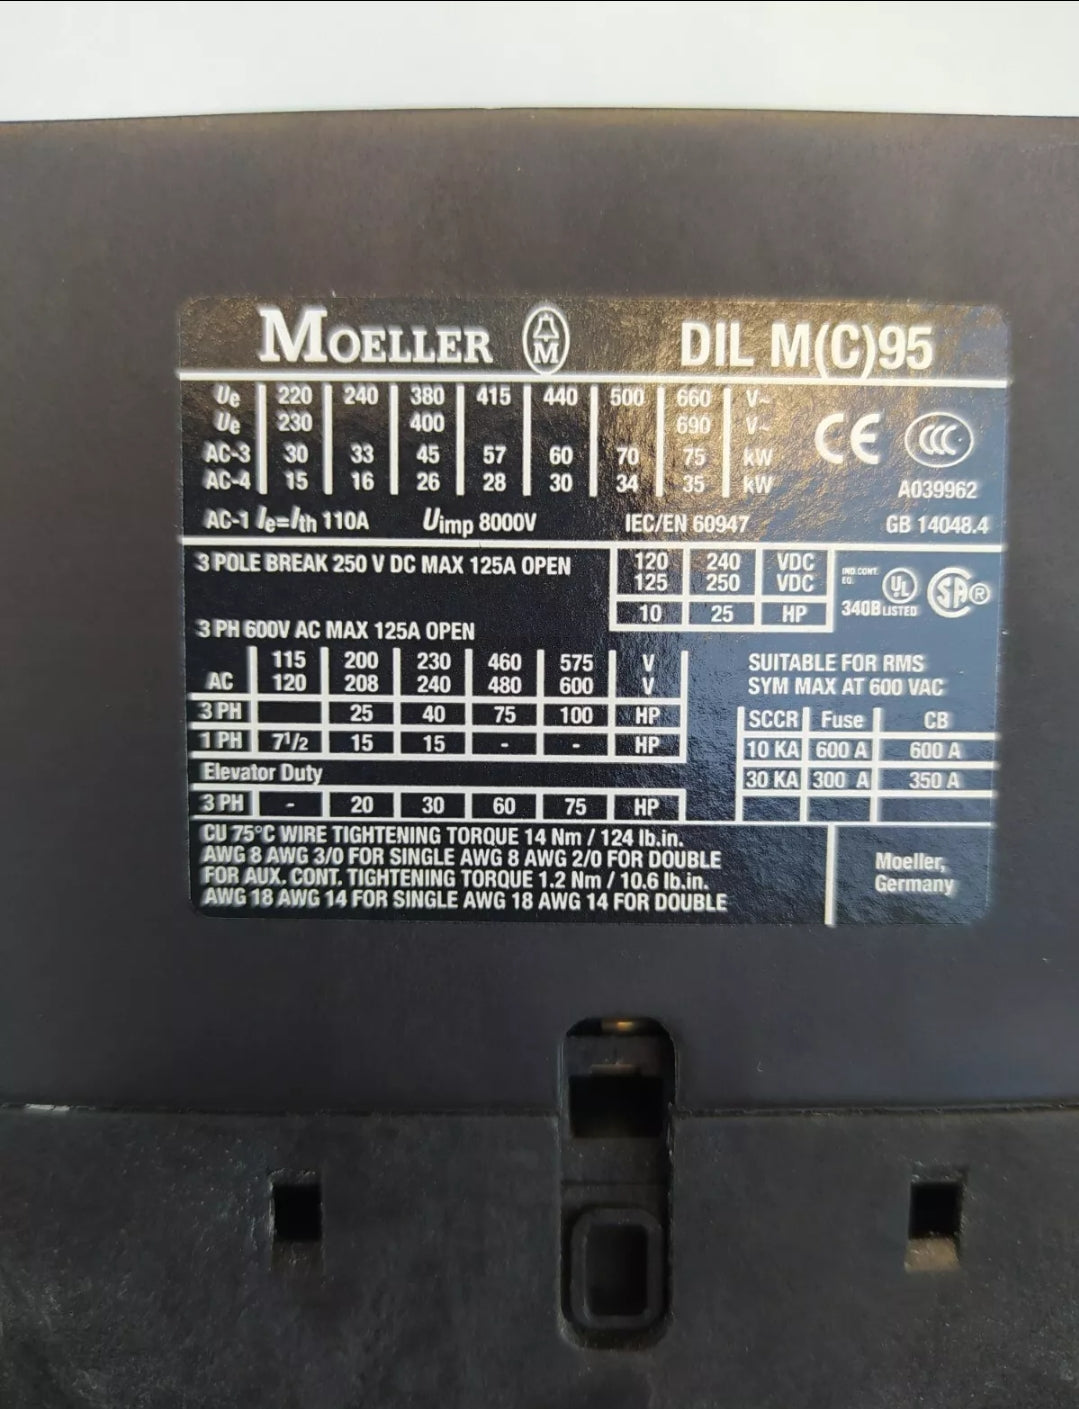 MOELLER M DIL M(C)95
Ue 220 240 380 415 440 500 660 V~
Ue 230 400 690 V~
AC-3 30 33 45 57 60 70 75 kW
AC-4 15 16 26 28 30 34 35 kW
CE CCC
A039962
AC-1 Ie=Ith 110A Uimp 8000V IEC/EN 60947 GB 14048.4
3 POLE BREAK 250 V DC MAX 125A OPEN
120 240 VDC
125 250 VDC
10 25 HP
IND.CONT.
EQ.
UL SA®
340B LISTED
3 PH 600V AC MAX 125A OPEN
115 200 230 460 575 V
AC 120 208 240 480 600 V
3 PH 25 40 75 100 HP
1 PH 7½ 15 15 - - HP
Elevator Duty
3 PH - 20 30 60 75 HP
SUITABLE FOR RMS
SYM MAX AT 600 VAC
SCCR Fuse CB
10 KA 600 A 600 A
30 KA 300 A 350 A
CU 75°C WIRE TIGHTENING TORQUE 14 Nm / 124 lb.in.
AWG 8 AWG 3/0 FOR SINGLE AWG 8 AWG 2/0 FOR DOUBLE
FOR AUX. CONT. TIGHTENING TORQUE 1.2 Nm / 10.6 lb.in.
AWG 18 AWG 14 FOR SINGLE AWG 18 AWG 14 FOR DOUBLE
Moeller,
Germany